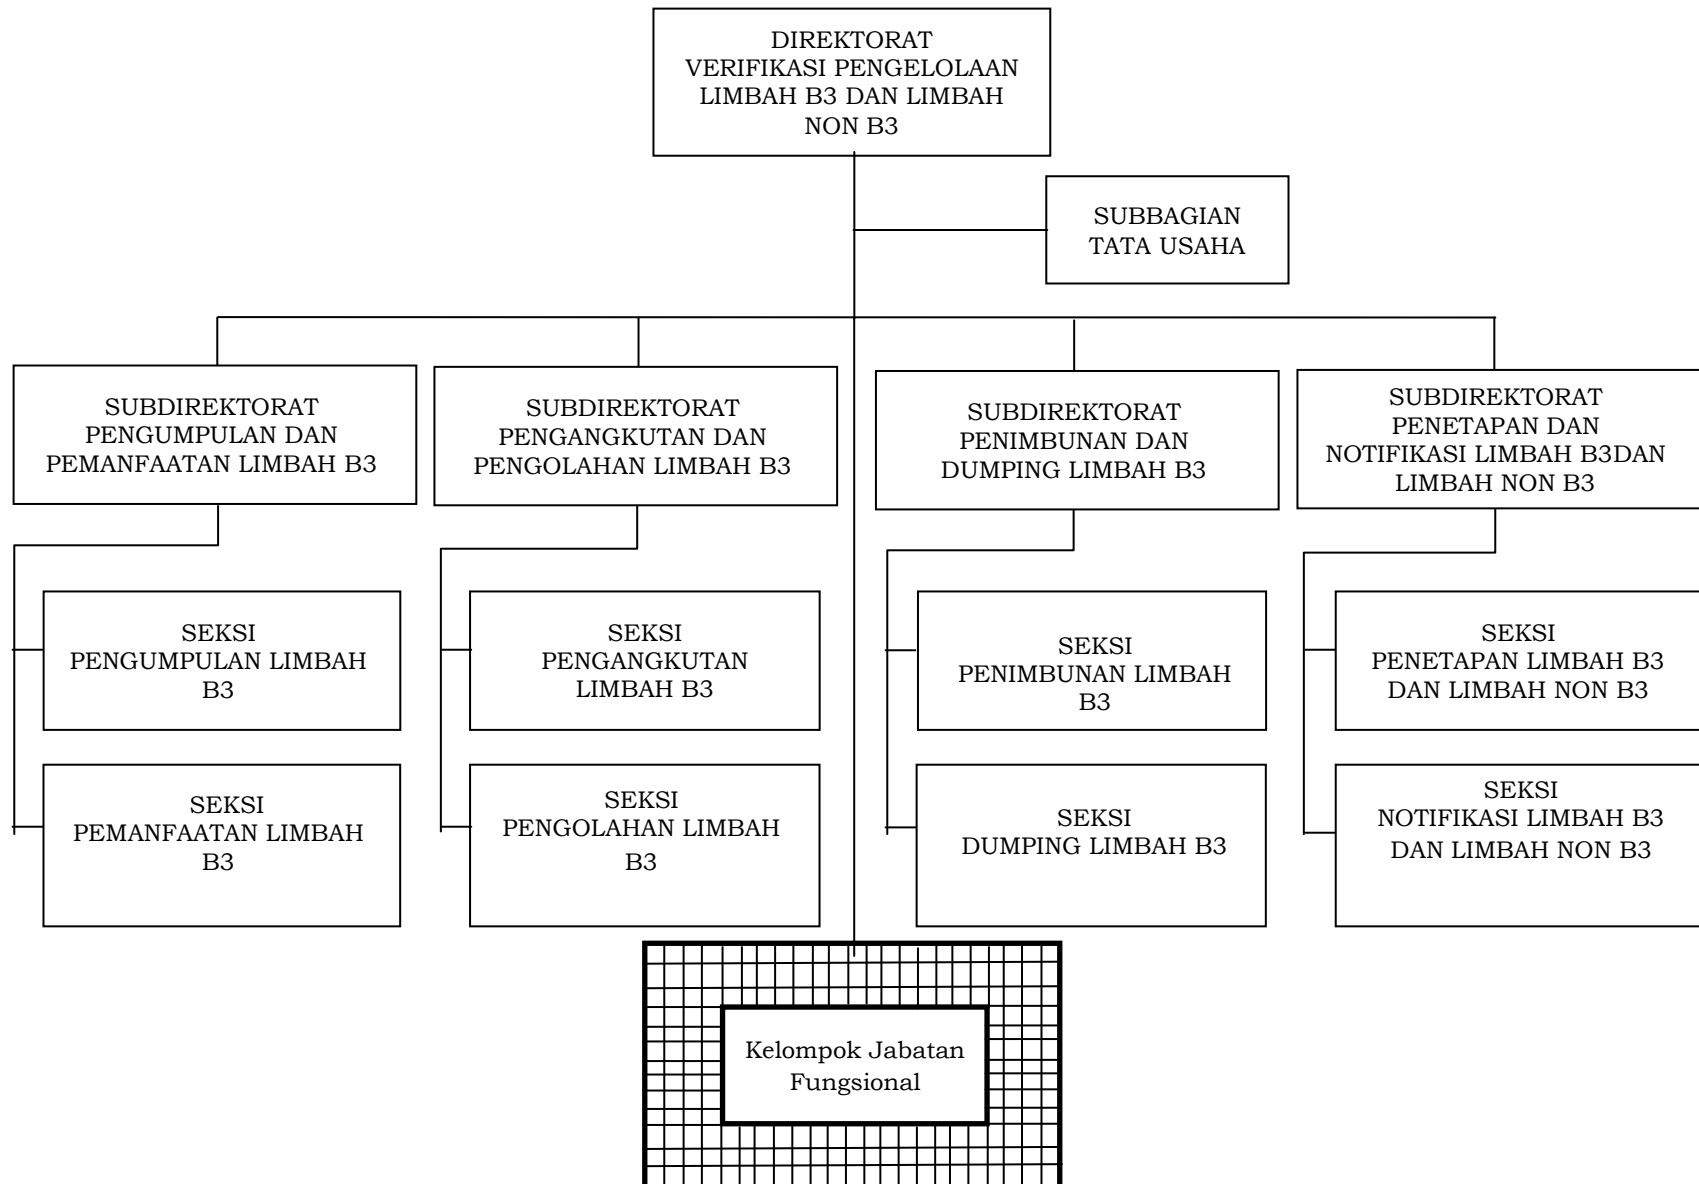 DIREKTORAT
VERIFIKASI PENGELOLAAN
LIMBAH B3 DAN LIMBAH
NON B3
SUBBAGIAN
TATA USAHA
SUBDIREKTORAT
PENGUMPULAN DAN
PEMANFAATAN LIMBAH B3
SUBDIREKTORAT
PENGANGKUTAN DAN
PENGOLAHAN LIMBAH B3
SUBDIREKTORAT
PENIMBUNAN DAN
DUMPING LIMBAH B3
SUBDIREKTORAT
PENETAPAN DAN
NOTIFIKASI LIMBAH B3DAN
LIMBAH NON B3
SEKSI
PENGUMPULAN LIMBAH
B3
SEKSI
PENGANGKUTAN
LIMBAH B3
SEKSI
PENIMBUNAN LIMBAH
B3
SEKSI
PENETAPAN LIMBAH B3
DAN LIMBAH NON B3
SEKSI
PEMANFAATAN LIMBAH
B3
SEKSI
PENGOLAHAN LIMBAH
B3
SEKSI
DUMPING LIMBAH B3
SEKSI
NOTIFIKASI LIMBAH B3
DAN LIMBAH NON B3
Kelompok Jabatan
Fungsional